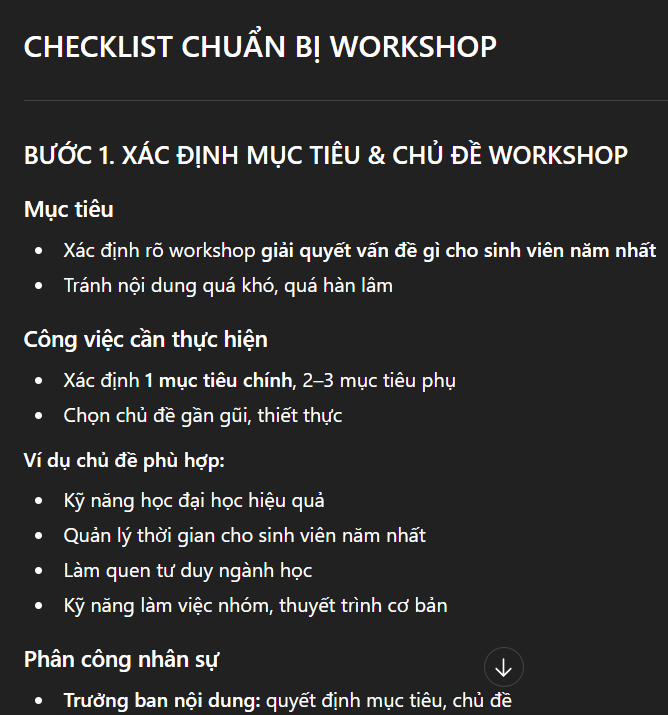 CHECKLIST CHUẨN BỊ WORKSHOP
BƯỚC 1. XÁC ĐỊNH MỤC TIÊU & CHỦ ĐỀ WORKSHOP
Mục tiêu
• Xác định rõ workshop giải quyết vấn đề gì cho sinh viên năm nhất
• Tránh nội dung quá khó, quá hàn lâm
Công việc cần thực hiện
• Xác định 1 mục tiêu chính, 2–3 mục tiêu phụ
• Chọn chủ đề gần gũi, thiết thực
Ví dụ chủ đề phù hợp:
• Kỹ năng học đại học hiệu quả
• Quản lý thời gian cho sinh viên năm nhất
• Làm quen tư duy ngành học
• Kỹ năng làm việc nhóm, thuyết trình cơ bản
Phân công nhân sự
• Trưởng ban nội dung: quyết định mục tiêu, chủ đề